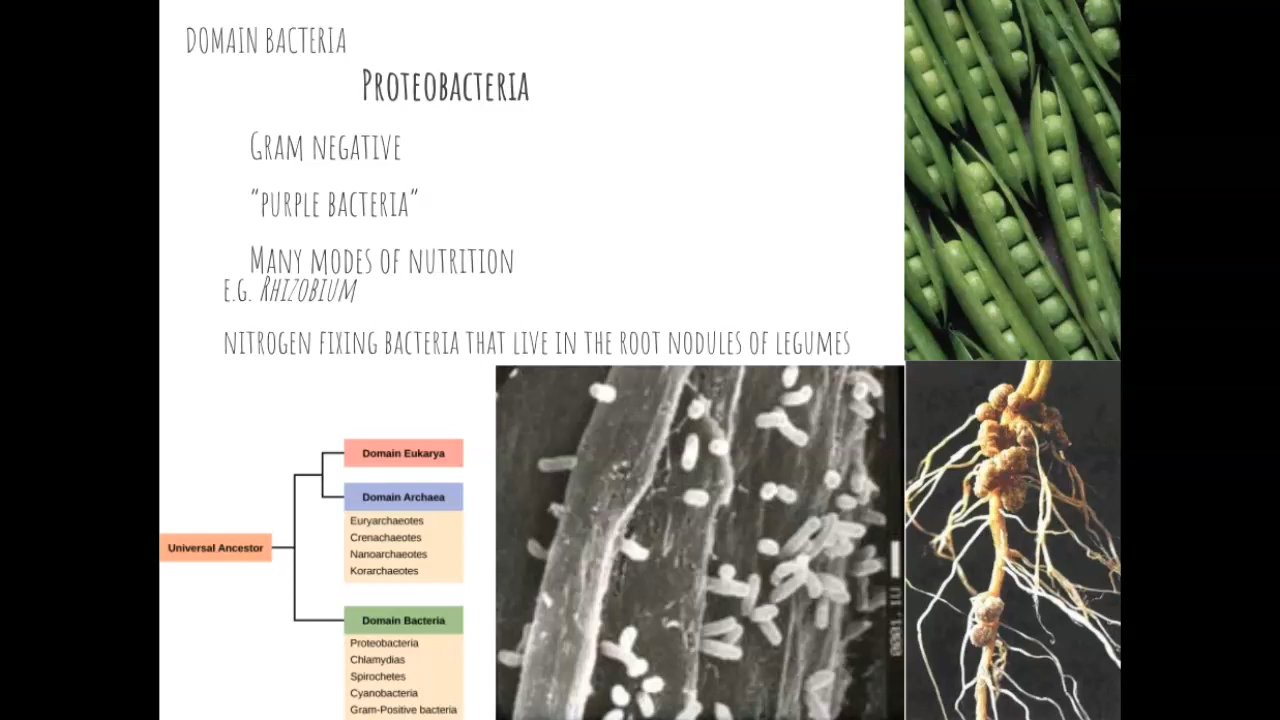 DOMAIN BACTERIA
PROTEOBACTERIA
GRAM NEGATIVE
"PURPLE BACTERIA"
MANY MODES OF NUTRITION
E.G. RHIZOBIUM
NITROGEN FIXING BACTERIA THAT LIVE IN THE ROOT NODULES OF LEGUMES
Universal Ancestor
Domain Eukarya
Domain Archaea
Euryarchaeotes
Crenachaeotes
Nanoarchaeotes
Korarchaeotes
Domain Bacteria
Proteobacteria
Chlamydias
Spirochetes
Cyanobacteria
Gram-Positive bacteria